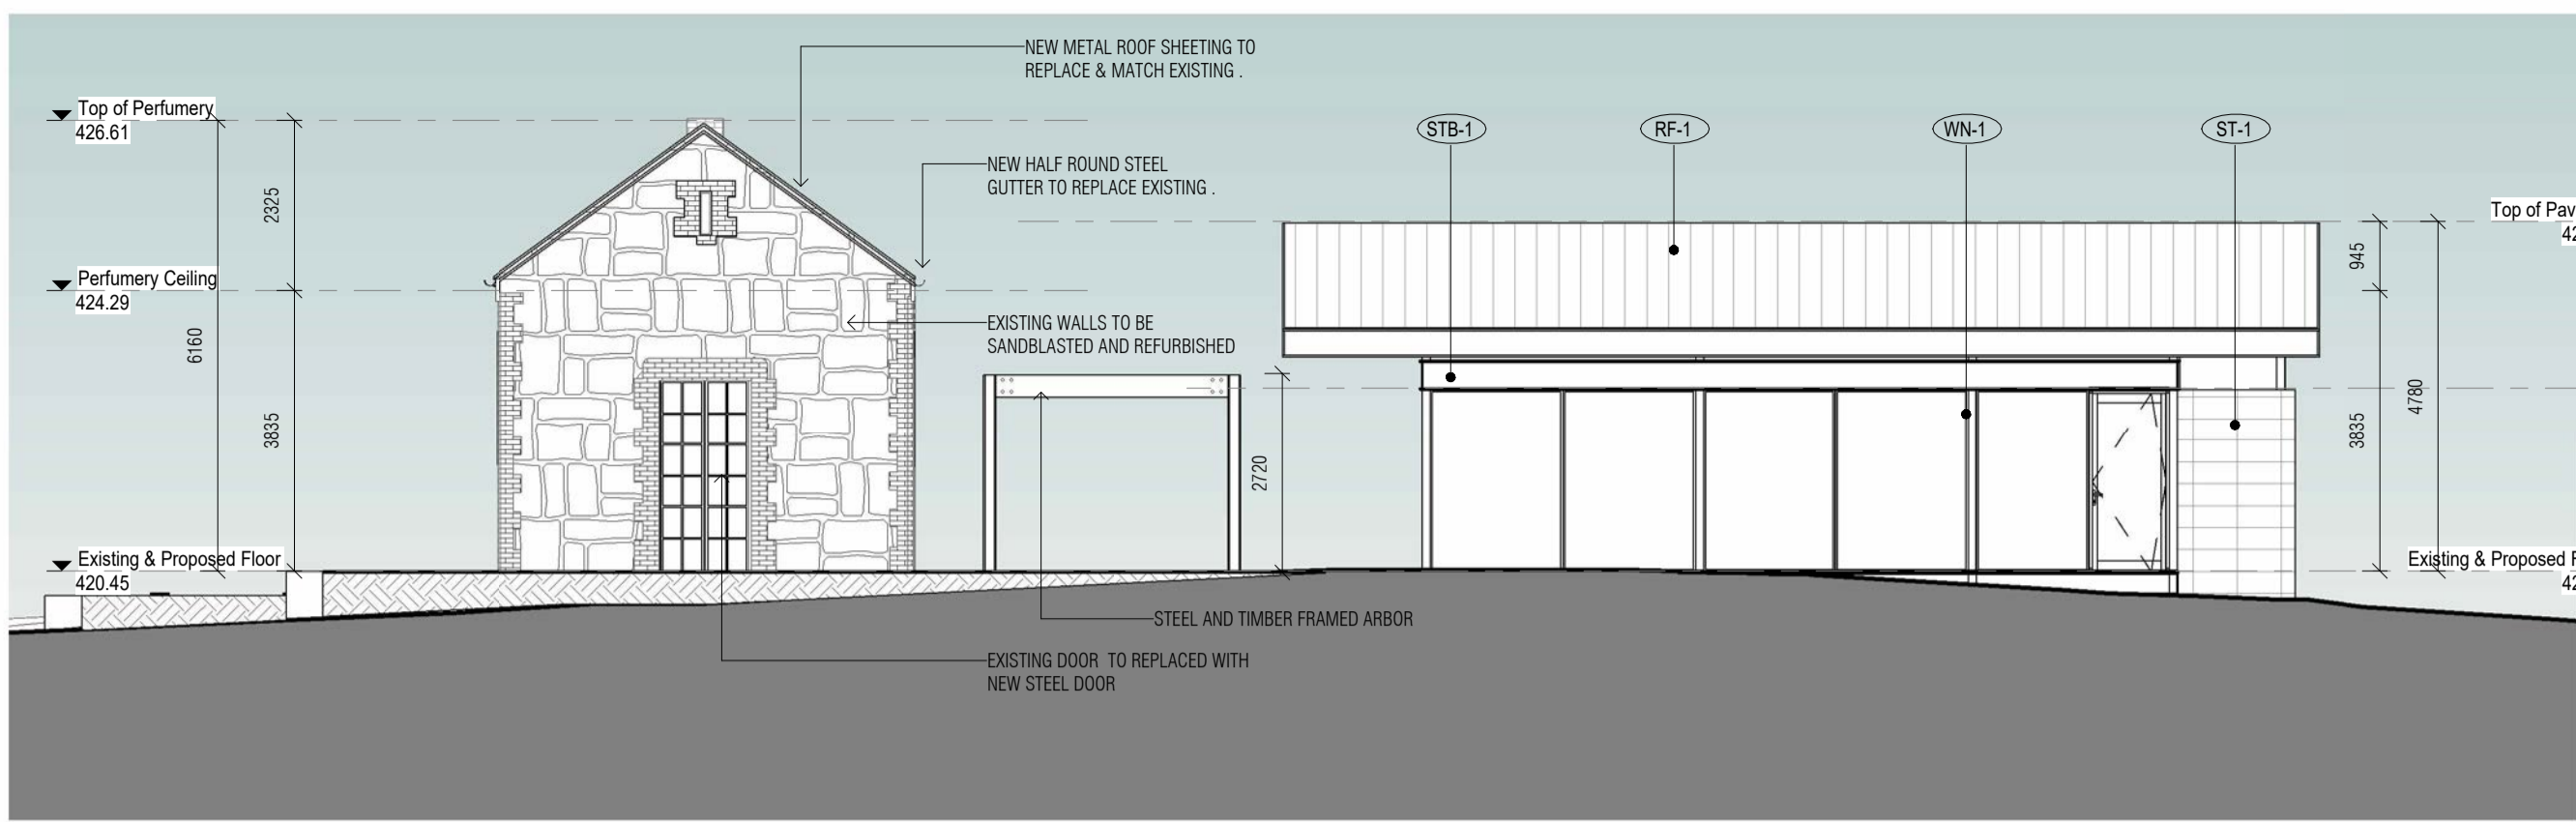 NEW METAL ROOF SHEETING TO
REPLACE & MATCH EXISTING .
Top of Perfumery
426.61
STB-1
RF-1
WN-1
ST-1
NEW HALF ROUND STEEL
GUTTER TO REPLACE EXISTING .
2325
Top of Pav
42
945
Perfumery Ceiling
424.29
EXISTING WALLS TO BE
SANDBLASTED AND REFURBISHED
6160
3835
2720
3835
4780
Existing & Proposed Floor
420.45
Existing & Proposed F
42
STEEL AND TIMBER FRAMED ARBOR
EXISTING DOOR TO REPLACED WITH
NEW STEEL DOOR